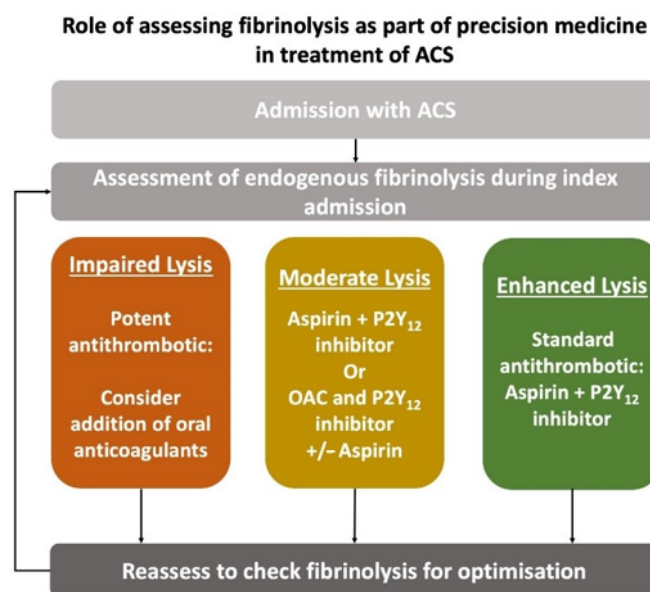 Role of assessing fibrinolysis as part of precision medicine
in treatment of ACS
Admission with ACS
Assessment of endogenous fibrinolysis during index
admission
Impaired Lysis
Potent
antithrombotic:
Consider
addition of oral
anticoagulants
Moderate Lysis
Aspirin + P2Y₁₂
inhibitor
Or
OAC and P2Y₁₂
inhibitor
+/− Aspirin
Enhanced Lysis
Standard
antithrombotic:
Aspirin + P2Y₁₂
inhibitor
Reassess to check fibrinolysis for optimisation